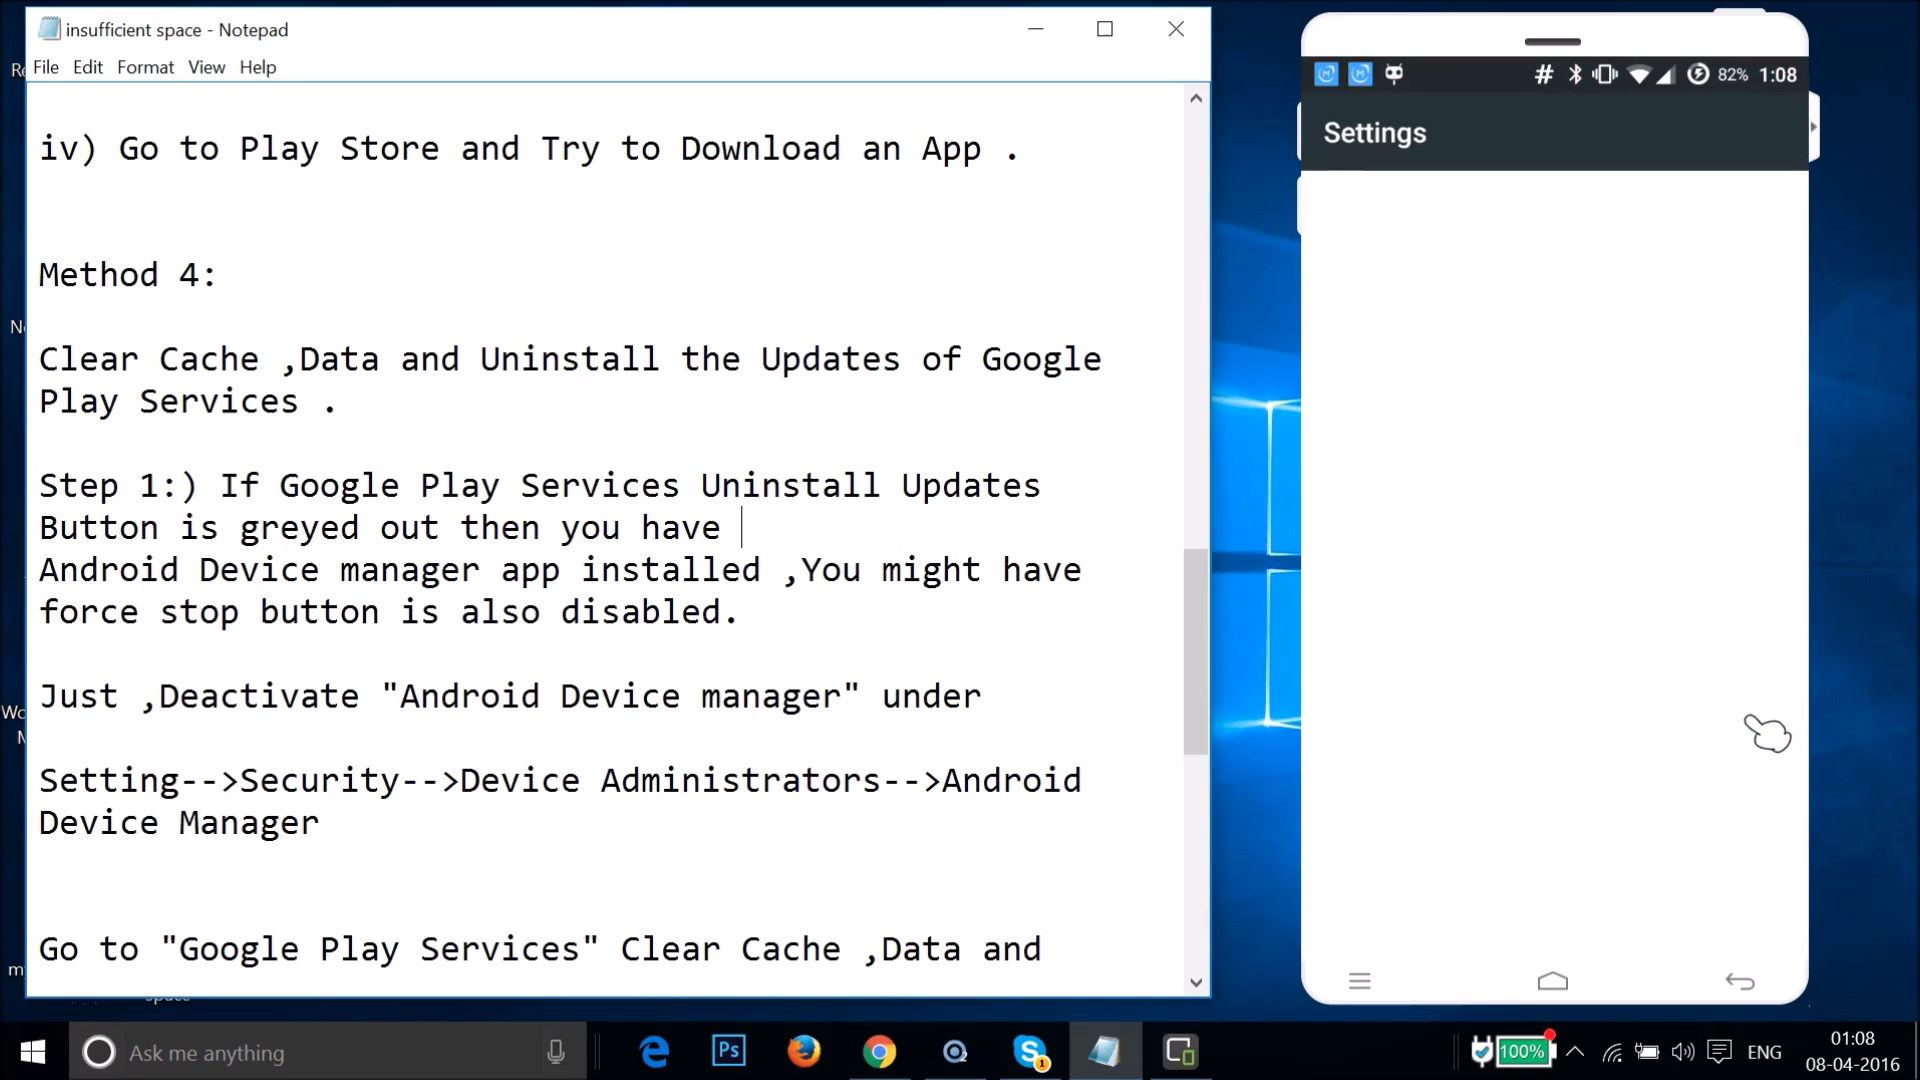 insufficient space - Notepad
File Edit Format View Help
iv) Go to Play Store and Try to Download an App .
Method 4:
Clear Cache ,Data and Uninstall the Updates of Google
Play Services .
Step 1:) If Google Play Services Uninstall Updates
Button is greyed out then you have
Android Device manager app installed ,You might have
force stop button is also disabled.
Just ,Deactivate "Android Device manager" under
Setting-->Security-->Device Administrators-->Android
Device Manager
Go to "Google Play Services" Clear Cache ,Data and
space
82% 1:08
Settings
Ask me anything
Ps
1
100%
ENG
01:08
08-04-2016